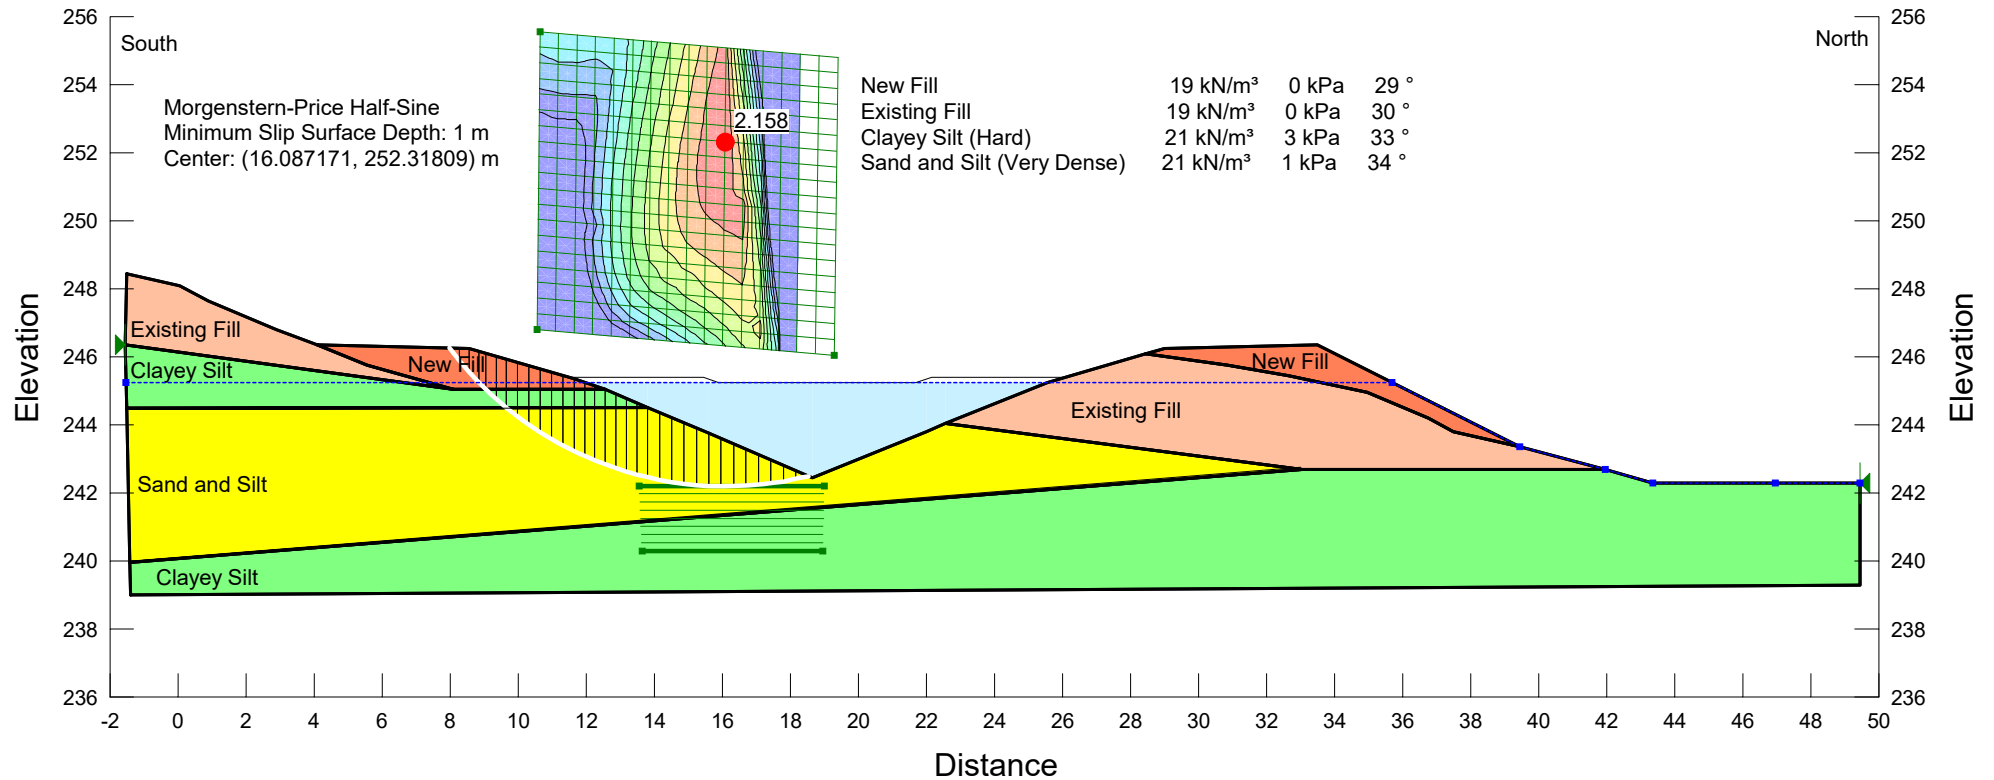 256
254
252
250
248
246
244
242
240
238
236
Elevation
South
North
Morgenstern-Price Half-Sine
Minimum Slip Surface Depth: 1 m
Center: (16.087171, 252.31809) m
2.158
New Fill 19 kN/m³ 0 kPa 29 °
Existing Fill 19 kN/m³ 0 kPa 30 °
Clayey Silt (Hard) 21 kN/m³ 3 kPa 33 °
Sand and Silt (Very Dense) 21 kN/m³ 1 kPa 34 °
Existing Fill
New Fill
Clayey Silt
Sand and Silt
Clayey Silt
New Fill
Existing Fill
256
254
252
250
248
246
244
242
240
238
236
Elevation
-2 0 2 4 6 8 10 12 14 16 18 20 22 24 26 28 30 32 34 36 38 40 42 44 46 48 50
Distance